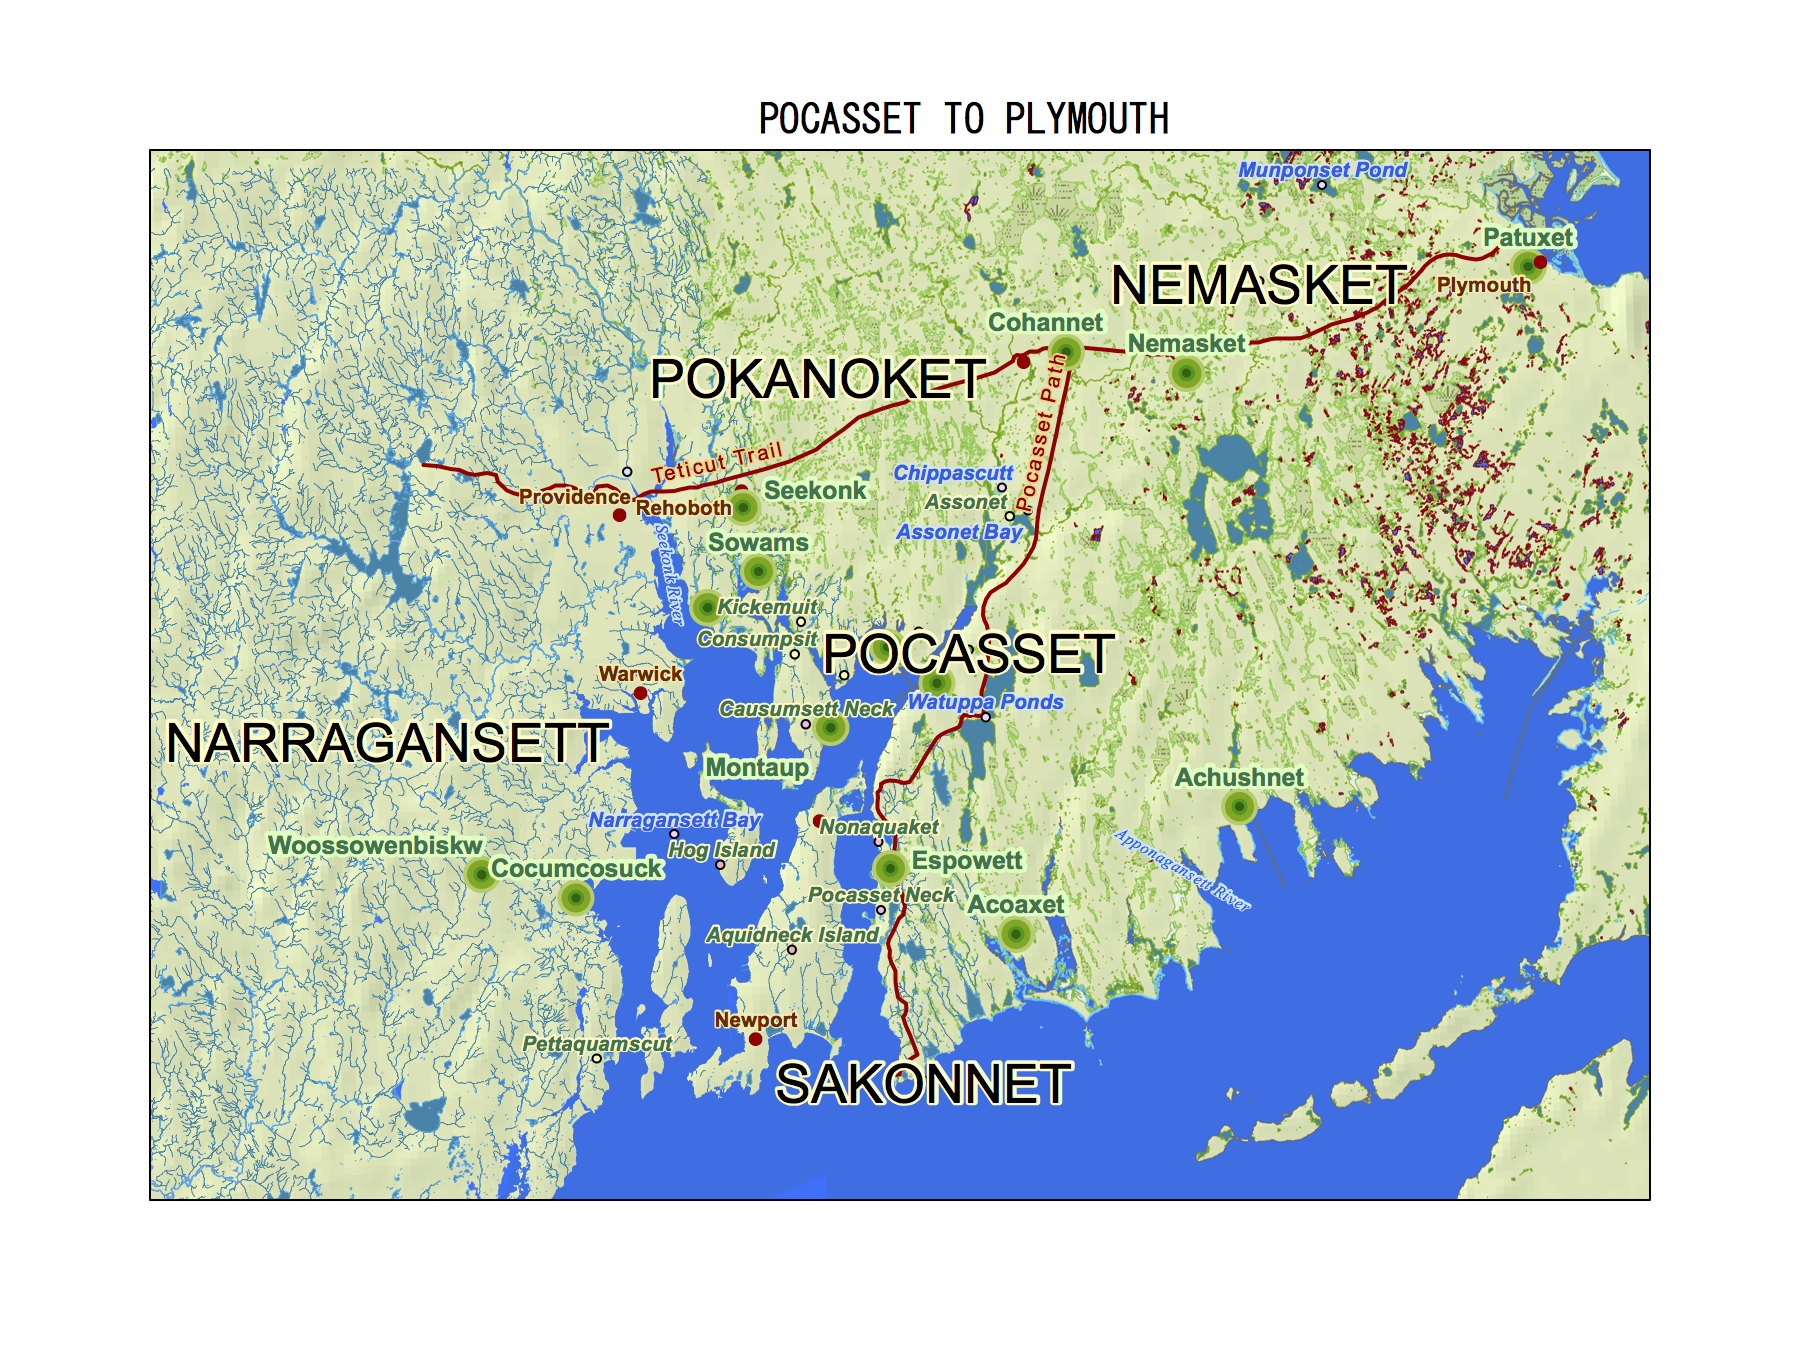 POCASSET TO PLYMOUTH
Munponset Pond
Patuxet
NEMASKET
Plymouth
Cohannet
Nemasket
POKANOKET
Pocasset Path
Teticut Trail
Chippascutt
Seekonk
Providence
Rehoboth
Assonet
Assonet Bay
Sowams
Seekonk River
Kickemuit
Consumpsit
POCASSET
Warwick
Watuppa Ponds
Causumsett Neck
NARRAGANSETT
Montaup
Achushnet
Narragansett Bay
Nonaquaket
Woossowenbiskw
Hog Island
Cocumcosuck
Espowett
Apponagansett River
Pocasset Neck
Acoaxet
Aquidneck Island
Newport
Pettaquamscut
SAKONNET